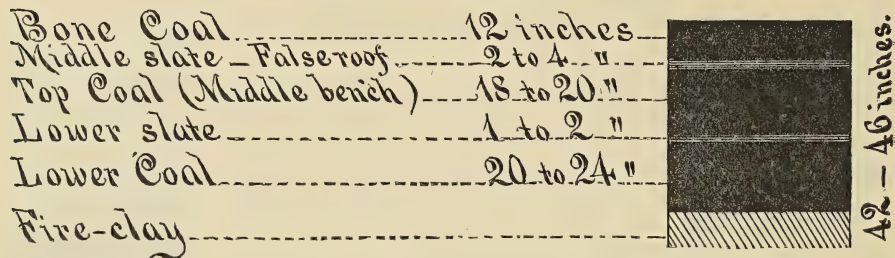 Bone Coal 12 inches
Middle slate – False roof 2 to 4 "
Top Coal (Middle bench) 18 to 20 "
Lower slate 1 to 2 "
Lower Coal 20 to 24 "
Fire-clay
42 – 46 inches.